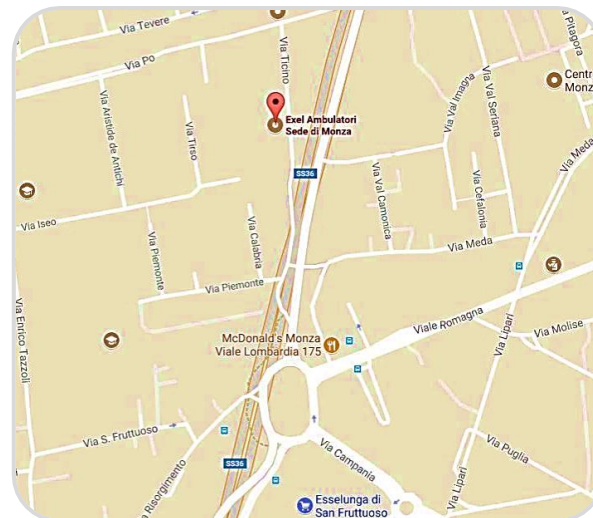 Via Tevere
Via Po
Via Ticino
Via Pitagora
Centr
Monz
Via Val Imagna
Via Val Seriana
Exel Ambulatori
Sede di Monza
Via Aristide de Antichi
Via Tirso
SS36
Via Meda
Via Val Camonica
Via Cefalonia
Via Iseo
Via Piemonte
Via Calabria
Via Meda
Via Piemonte
Via Enrico Tazzoli
McDonald's Monza
Viale Lombardia 175
Viale Romagna
Via Lipari
Via Molise
Via S. Fruttuoso
Via Campania
Via Puglia
SS36
Via Risorgimento
Via Lipari
Esselunga di
San Fruttuoso